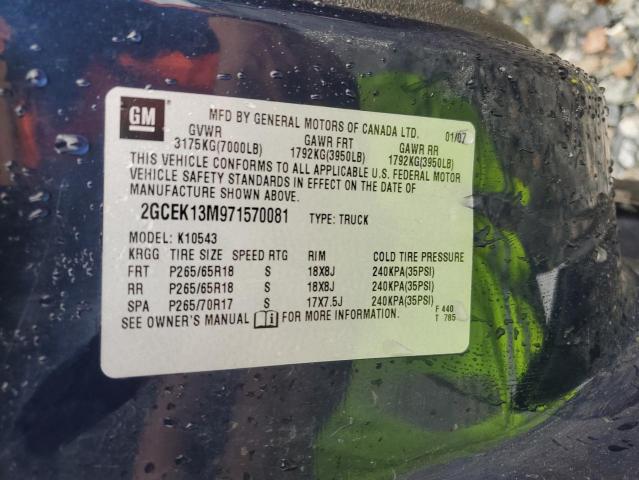 GM
MFD BY GENERAL MOTORS OF CANADA LTD. 01/07
GVWR GAWR FRT GAWR RR
3175KG(7000LB) 1792KG(3950LB) 1792KG(3950LB)
THIS VEHICLE CONFORMS TO ALL APPLICABLE U.S. FEDERAL MOTOR
VEHICLE SAFETY STANDARDS IN EFFECT ON THE DATE OF
MANUFACTURE SHOWN ABOVE.
2GCEK13M971570081 TYPE: TRUCK
MODEL: K10543
KRGG TIRE SIZE SPEED RTG RIM COLD TIRE PRESSURE
FRT P265/65R18 S 18X8J 240KPA(35PSI)
RR P265/65R18 S 18X8J 240KPA(35PSI)
SPA P265/70R17 S 17X7.5J 240KPA(35PSI)
SEE OWNER'S MANUAL FOR MORE INFORMATION. F 440
T 785